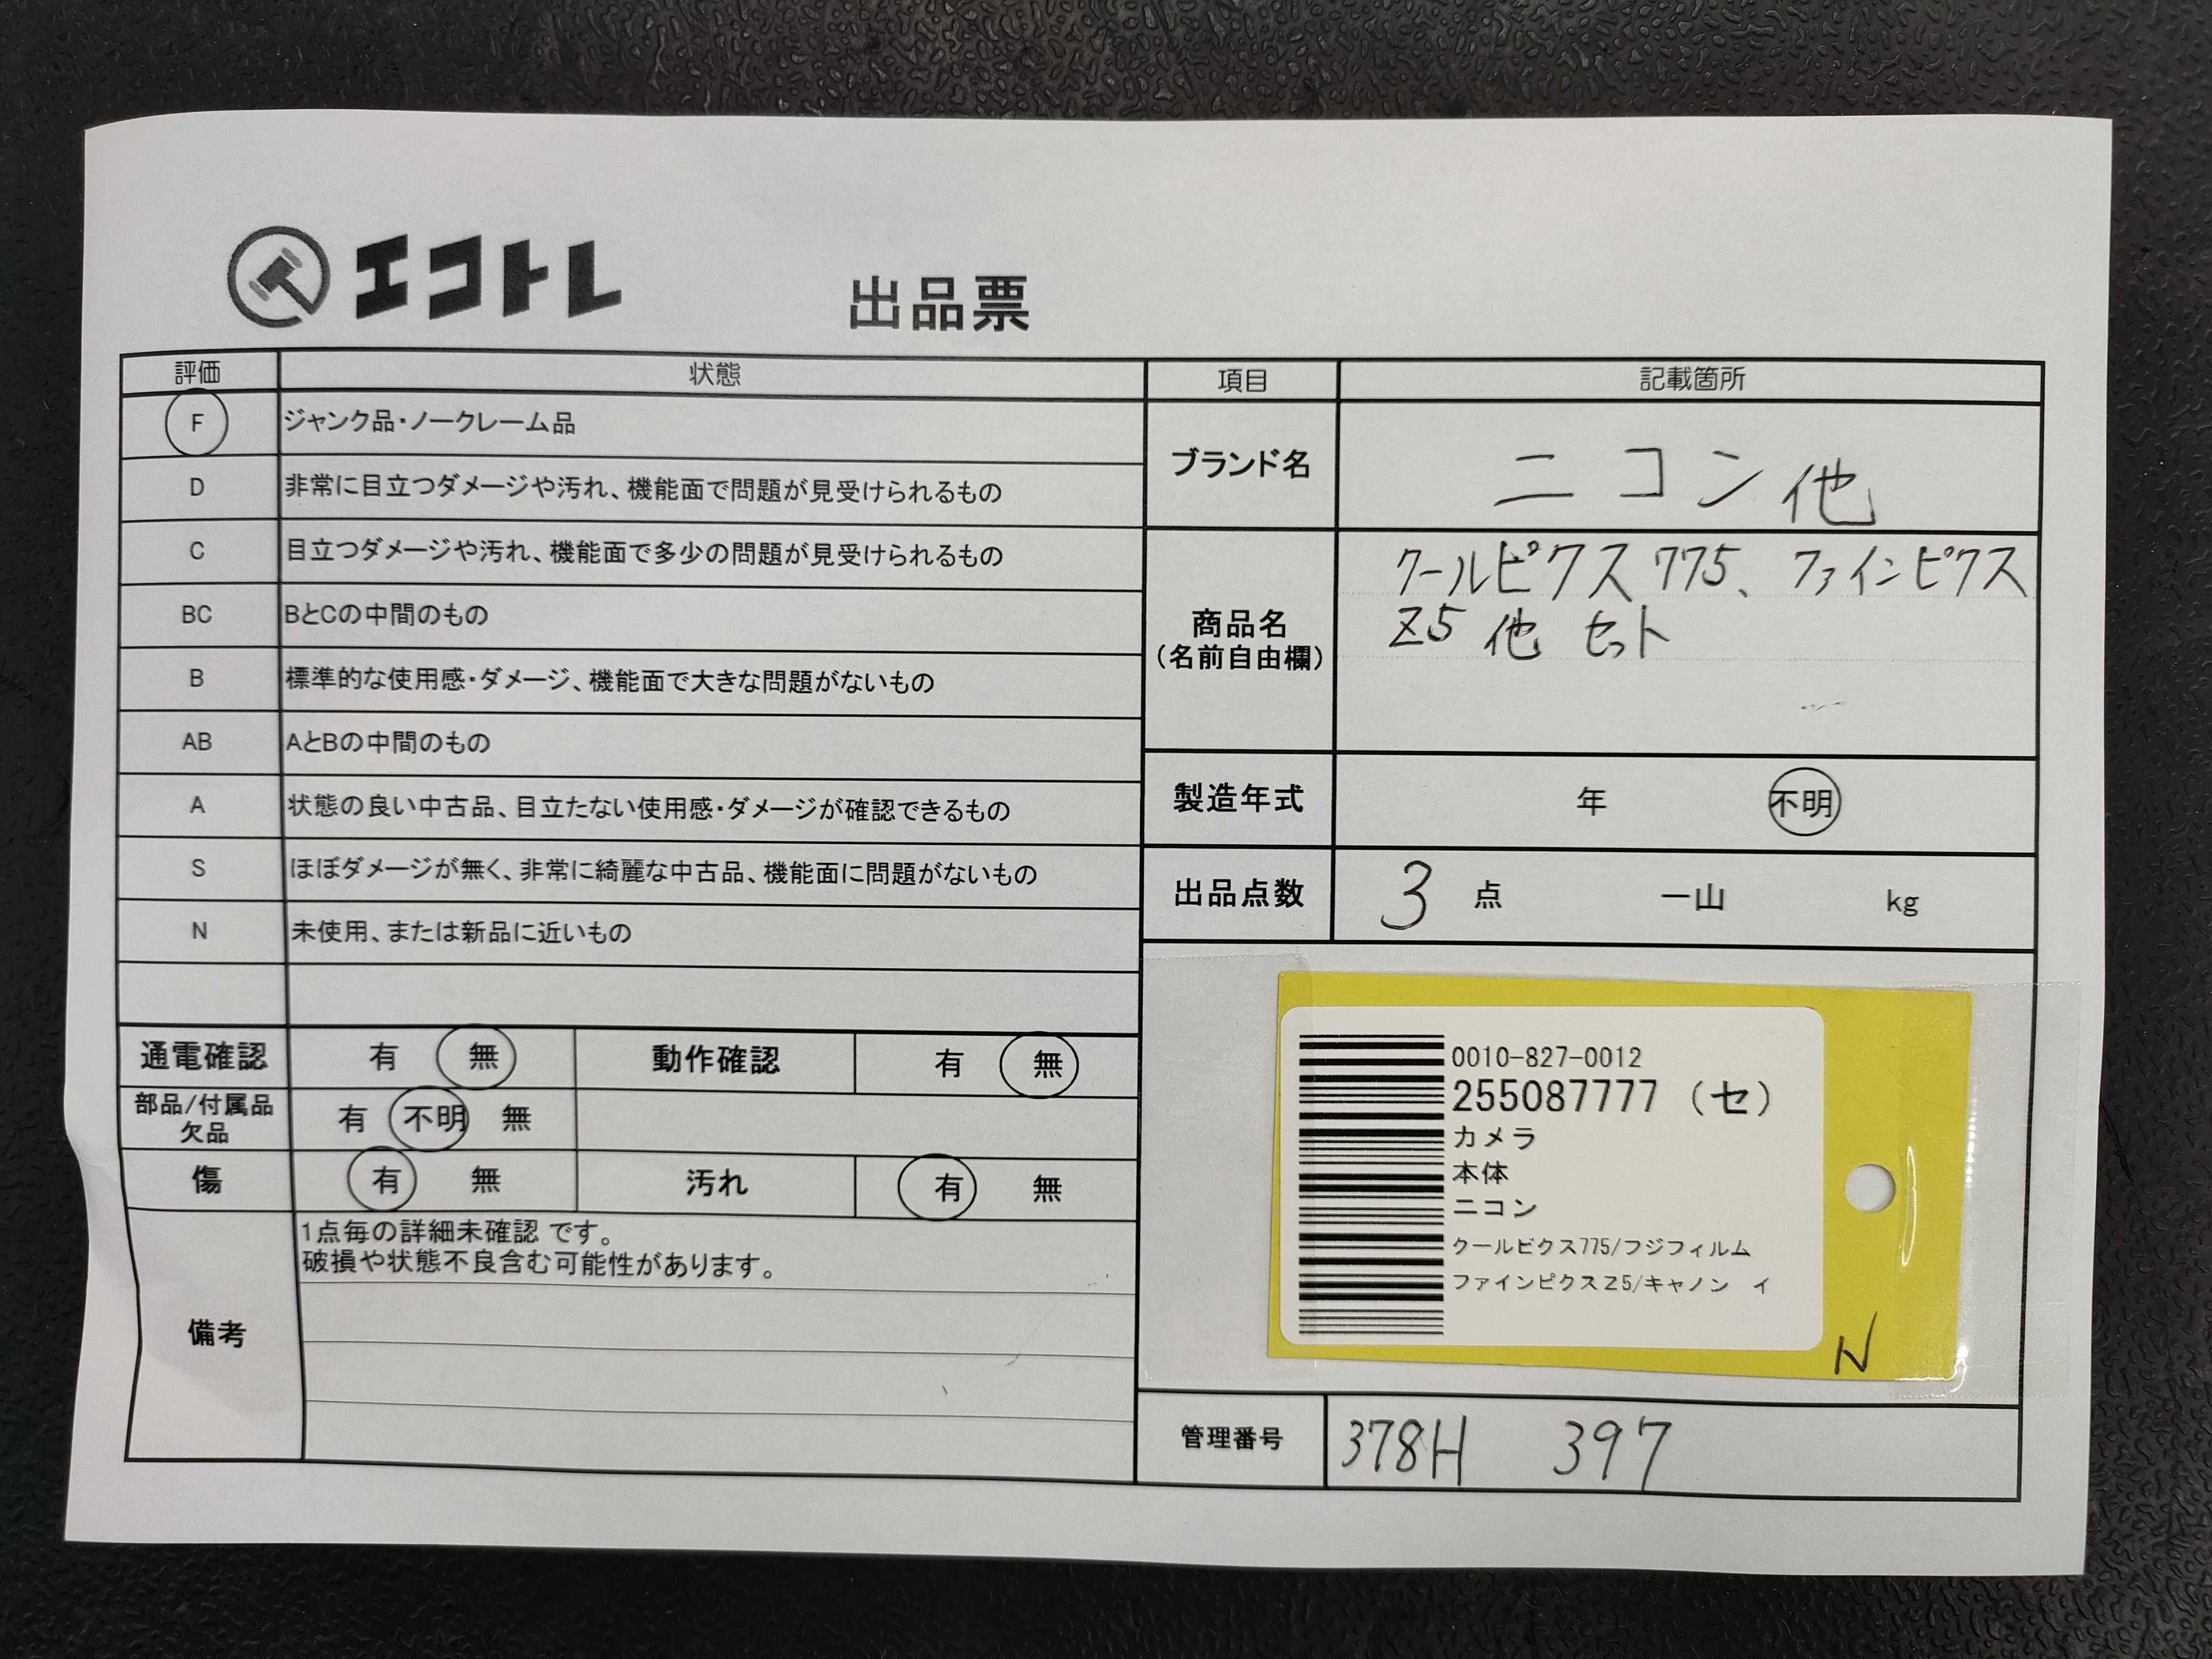 エコトレ
出品票
評価 状態
F ジャンク品・ノークレーム品
D 非常に目立つダメージや汚れ、機能面で問題が見受けられるもの
C 目立つダメージや汚れ、機能面で多少の問題が見受けられるもの
BC BとCの中間のもの
B 標準的な使用感・ダメージ、機能面で大きな問題がないもの
AB AとBの中間のもの
A 状態の良い中古品、目立たない使用感・ダメージが確認できるもの
S ほぼダメージが無く、非常に綺麗な中古品、機能面に問題がないもの
N 未使用、または新品に近いもの
通電確認 有 無 動作確認 有 無
部品/付属品
欠品 有 不明 無
傷 有 無 汚れ 有 無
備考
1点毎の詳細未確認 です。
破損や状態不良含む可能性があります。
項目 記載箇所
ブランド名 ニコン他
商品名
(名前自由欄)
クールピクス775、ファインピクス
Z5 他 セット
製造年式 年 不明
出品点数 3 点 一山 kg
0010-827-0012
255087777 (セ)
カメラ
本体
ニコン
クールピクス775/フジフィルム
ファインピクスZ5/キャノン イ
N
管理番号 378H 397